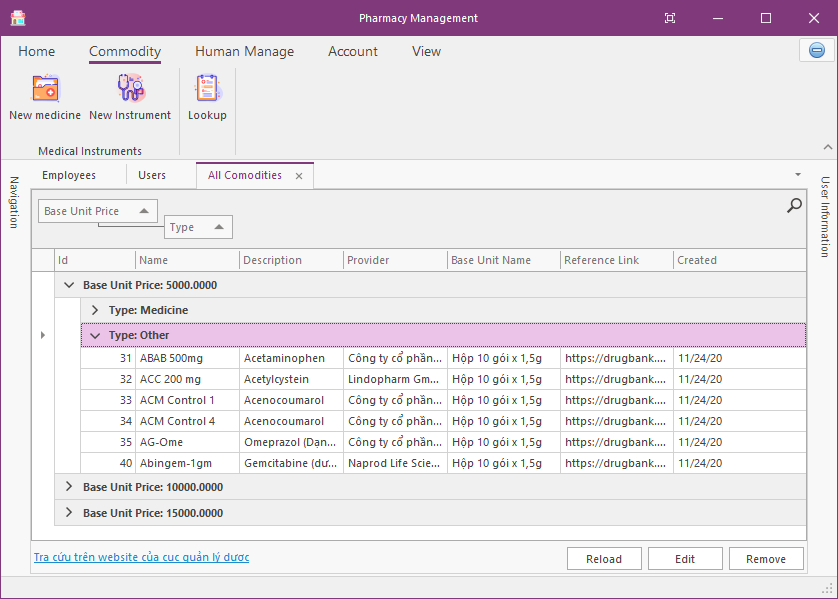 Pharmacy Management
Home Commodity Human Manage Account View
New medicine New Instrument Lookup
Medical Instruments
Employees Users All Comodities
Navigation
User Information
Base Unit Price
Type
Id Name Description Provider Base Unit Name Reference Link Created
Base Unit Price: 5000.0000
Type: Medicine
Type: Other
31 ABAB 500mg Acetaminophen Công ty cổ phần... Hộp 10 gói x 1,5g https://drugbank.... 11/24/20
32 ACC 200 mg Acetylcystein Lindopharm Gm... Hộp 10 gói x 1,5g https://drugbank.... 11/24/20
33 ACM Control 1 Acenocoumarol Công ty cổ phần... Hộp 10 gói x 1,5g https://drugbank.... 11/24/20
34 ACM Control 4 Acenocoumarol Công ty cổ phần... Hộp 10 gói x 1,5g https://drugbank.... 11/24/20
35 AG-Ome Omeprazol (Dạn... Công ty cổ phần... Hộp 10 gói x 1,5g https://drugbank.... 11/24/20
40 Abingem-1gm Gemcitabine (dư... Naprod Life Scie... Hộp 10 gói x 1,5g https://drugbank.... 11/24/20
Base Unit Price: 10000.0000
Base Unit Price: 15000.0000
Tra cứu trên website của cục quản lý dược
Reload Edit Remove